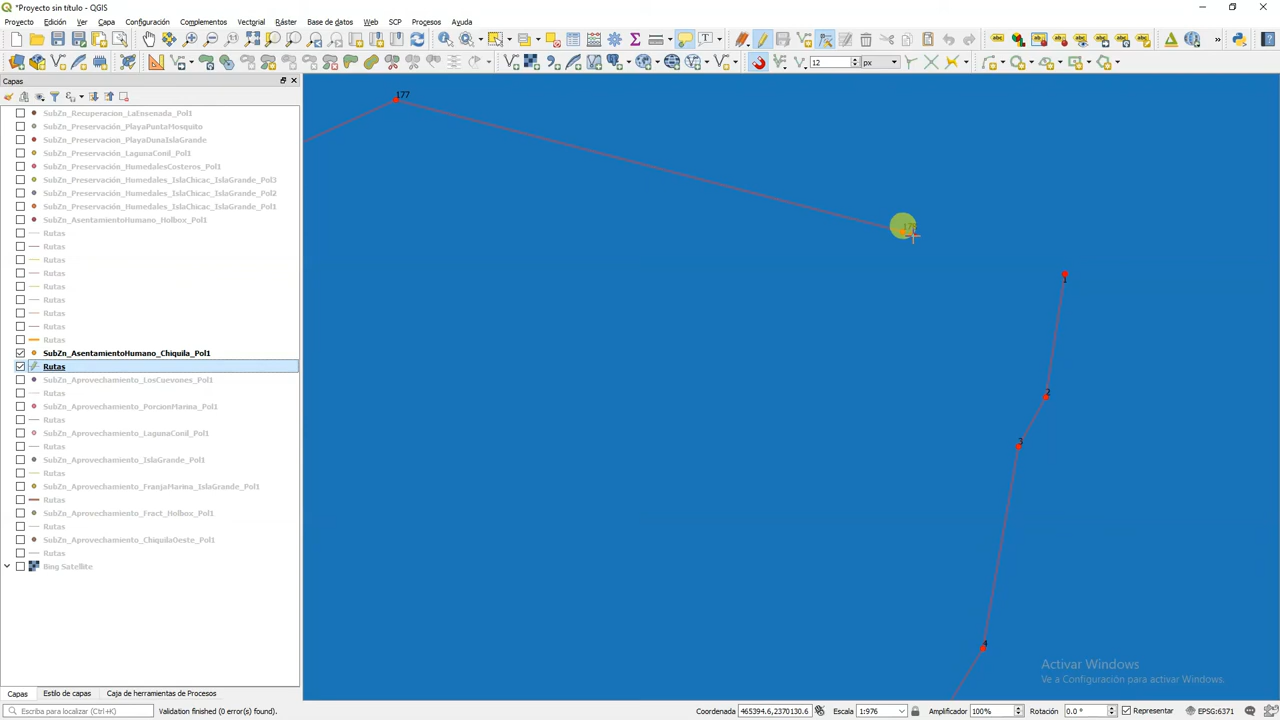 *Proyecto sin título - QGIS
Proyecto Edición Ver Capa Configuración Complementos Vectorial Ráster Base de datos Web SCP Procesos Ayuda
12 px
Capas
SubZn_Recuperacion_LaEnsenada_Pol1
SubZn_Preservación_PlayaPuntaMosquito
SubZn_Preservacion_PlayaDunaIslaGrande
SubZn_Preservación_LagunaConil_Pol1
SubZn_Preservación_HumedalesCosteros_Pol1
SubZn_Preservación_Humedales_IslaChicac_IslaGrande_Pol3
SubZn_Preservación_Humedales_IslaChicac_IslaGrande_Pol2
SubZn_Preservación_Humedales_IslaChicac_IslaGrande_Pol1
SubZn_AsentamientoHumano_Holbox_Pol1
Rutas
Rutas
Rutas
Rutas
Rutas
Rutas
Rutas
Rutas
Rutas
SubZn_AsentamientoHumano_Chiquila_Pol1
Rutas
SubZn_Aprovechamiento_LosCuevones_Pol1
Rutas
SubZn_Aprovechamiento_PorcionMarma_Pol1
Rutas
SubZn_Aprovechamiento_LagunaConil_Pol1
Rutas
SubZn_Aprovechamiento_IslaGrande_Pol1
Rutas
SubZn_Aprovechamiento_FranjaMarina_IslaGrande_Pol1
Rutas
SubZn_Aprovechamiento_Fract_Holbox_Pol1
Rutas
SubZn_Aprovechamiento_ChiquilaOeste_Pol1
Rutas
Bing Satellite
177
1
2
3
4
Activar Windows
Ve a Configuración para activar Windows.
Capas Estilo de capas Caja de herramientas de Procesos
Escriba para localizar (Ctrl+K) Validation finished (0 error(s) found). Coordenada 465394.6,2370130.6 Escala 1:976 Amplificador 100% Rotación 0.0 ° Representar EPSG:6371